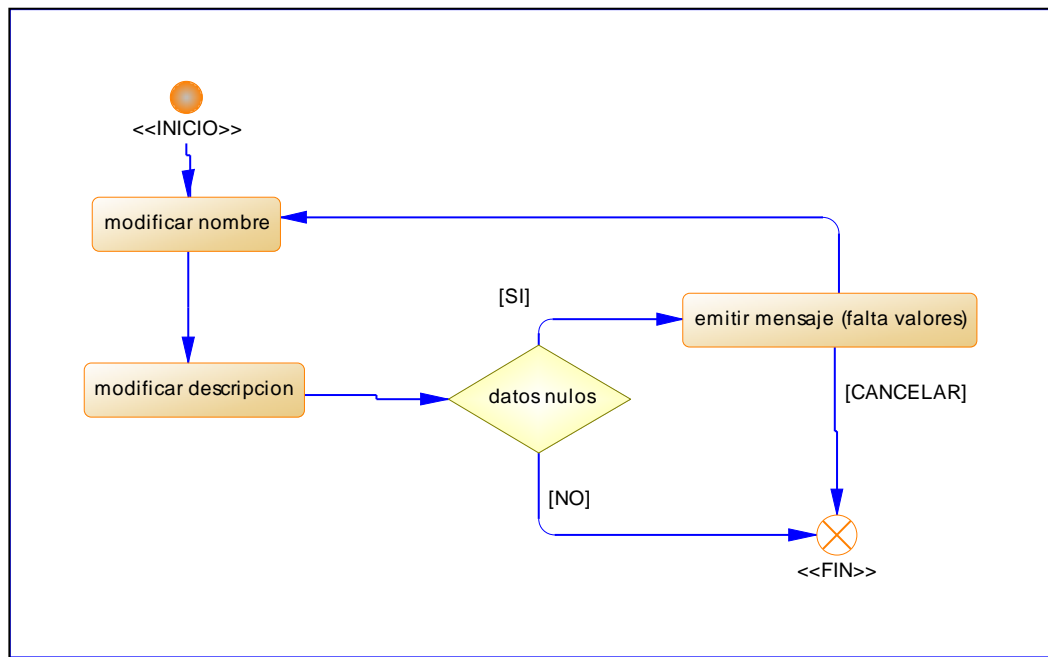 <<INICIO>>
modificar nombre
[SI]
emitir mensaje (falta valores)
modificar descripcion
datos nulos
[CANCELAR]
[NO]
<<FIN>>